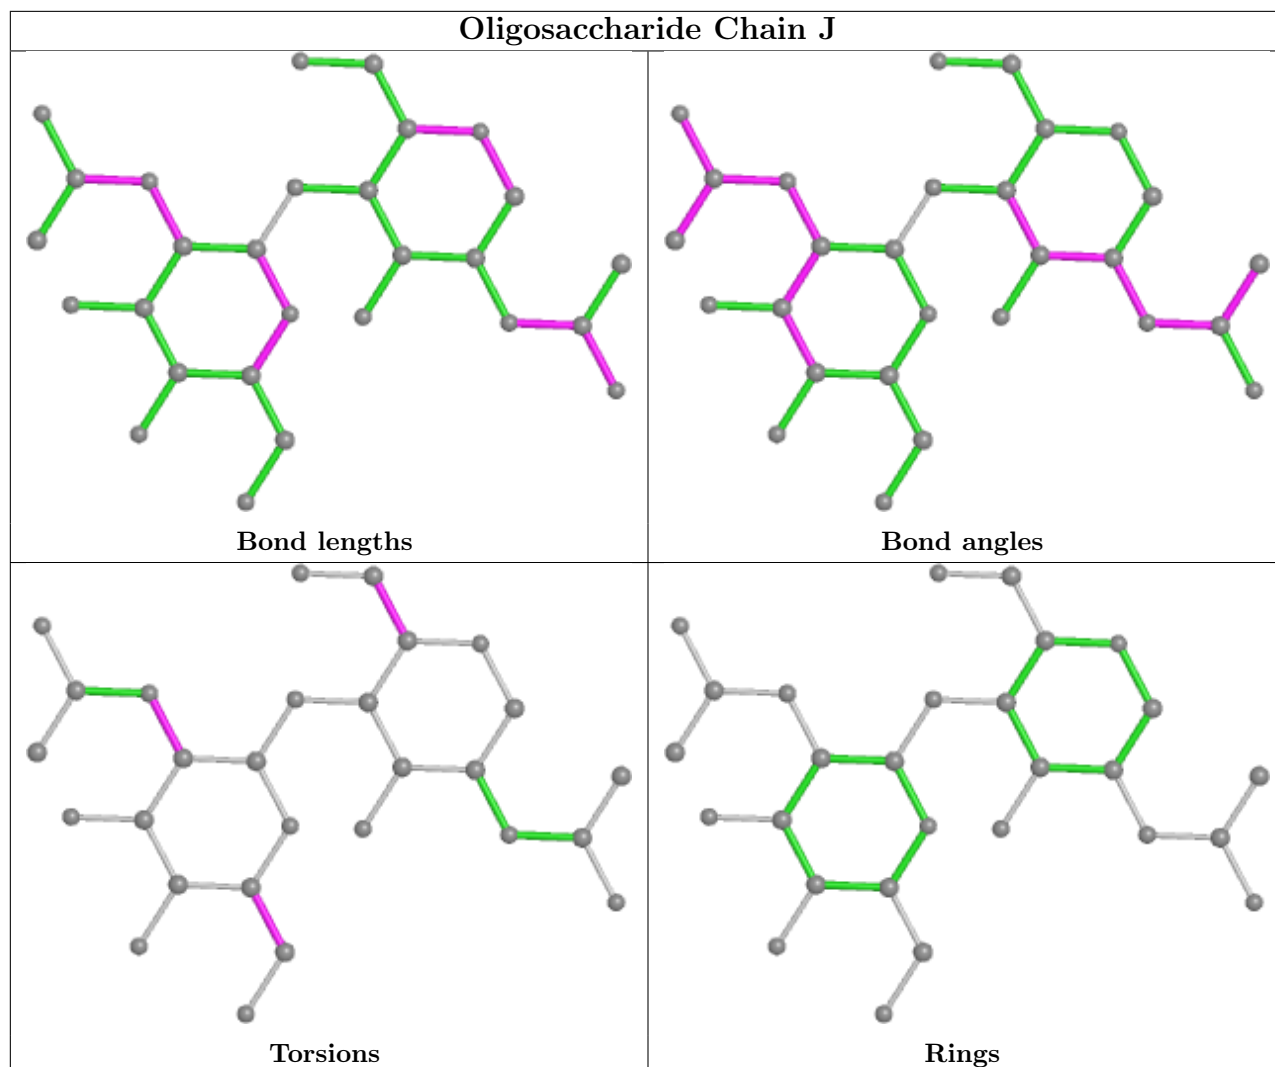 Oligosaccharide Chain J
Bond lengths
Bond angles
Torsions
Rings